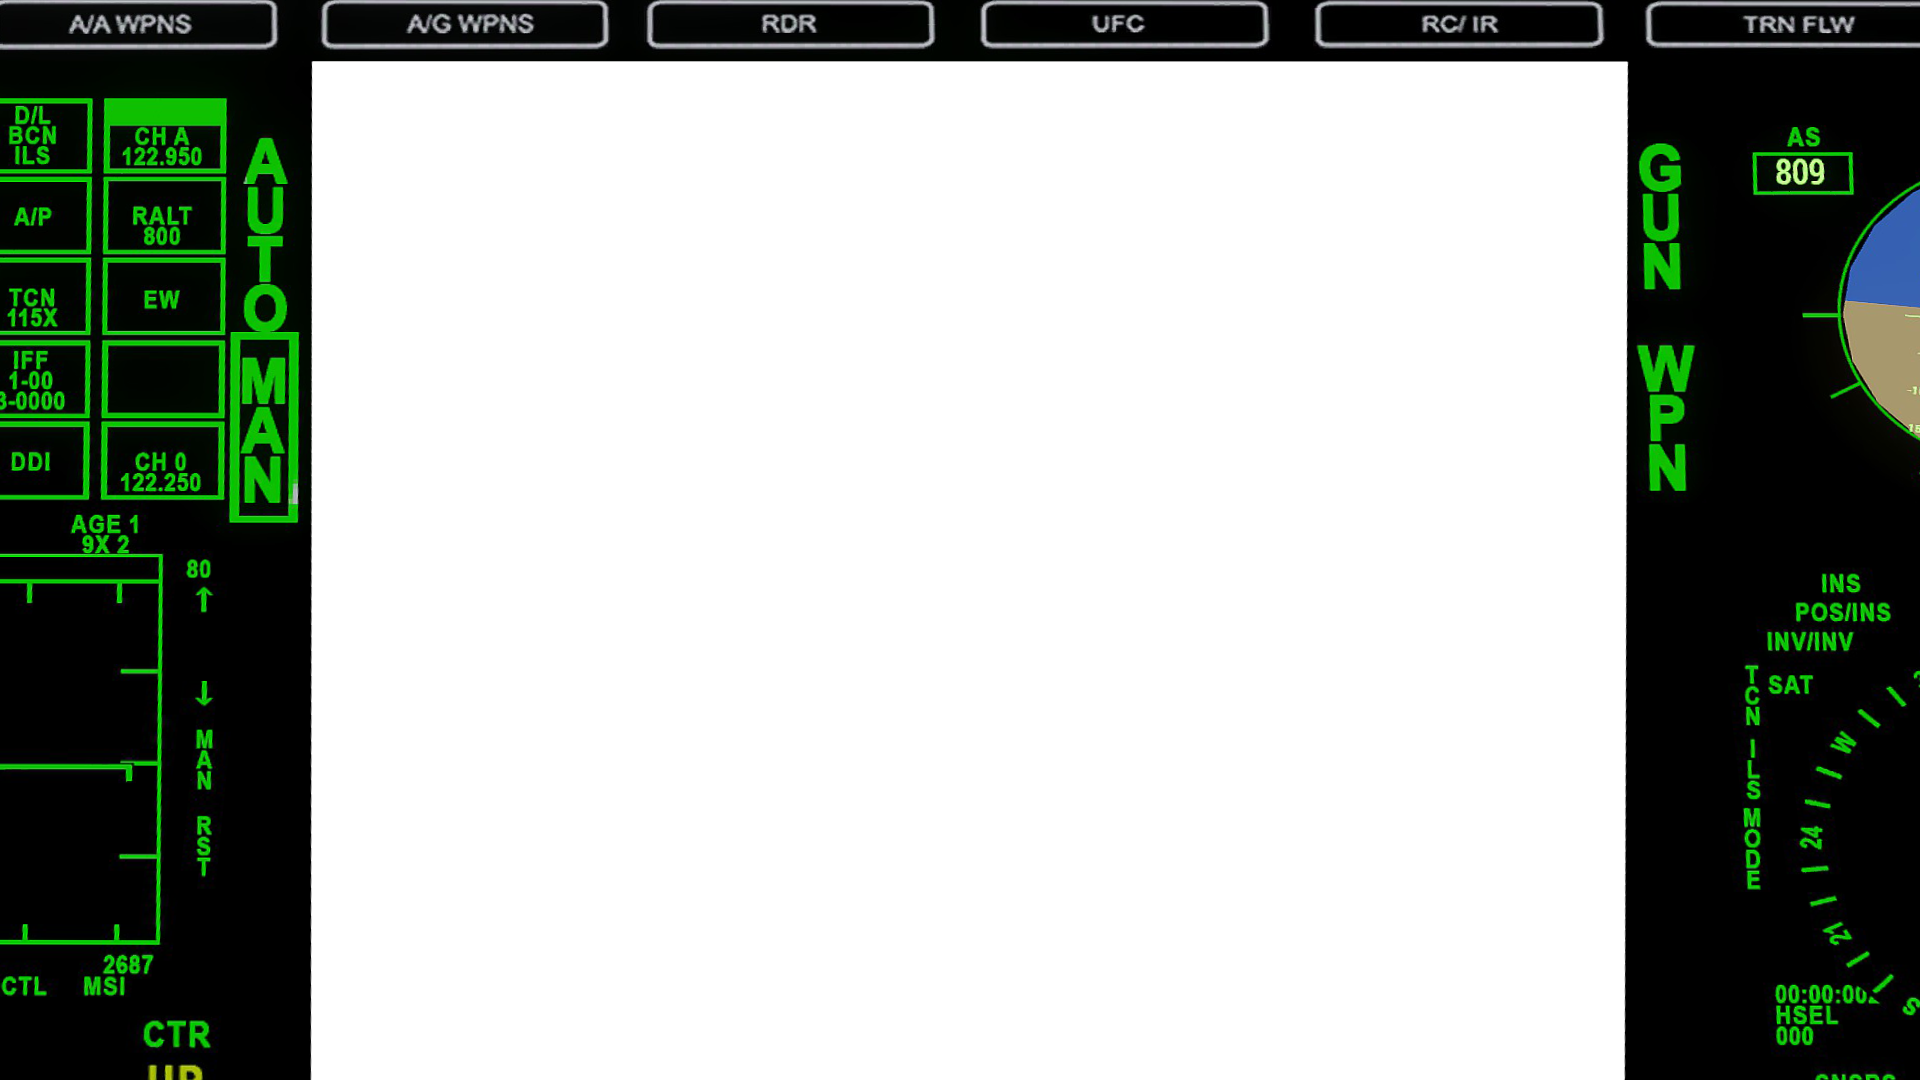 A/A WPNS
A/G WPNS
RDR
UFC
RC/ IR
TRN FLW
D/L
BCN
ILS
CH A
122.950
A/P
RALT
800
TCN
115X
EW
IFF
1-00
3-0000
DDI
CH 0
122.250
AUTO
MAN
AGE 1
9X 2
80
↑
↓
MAN
RST
2687
CTL
MSI
CTR
UP
GUN
WPN
AS
809
INS
POS/INS
INV/INV
SAT
TCN
ILS
MODE
W
24
21
S
00:00:00
HSEL
000